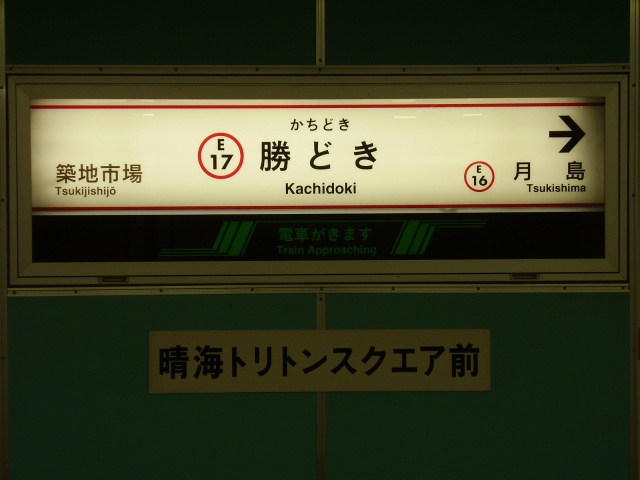 かちどき
E
17
勝どき
Kachidoki
築地市場
Tsukijishijō
E
16
月島
Tsukishima
電車がきます
Train Approaching
晴海トリトンスクエア前